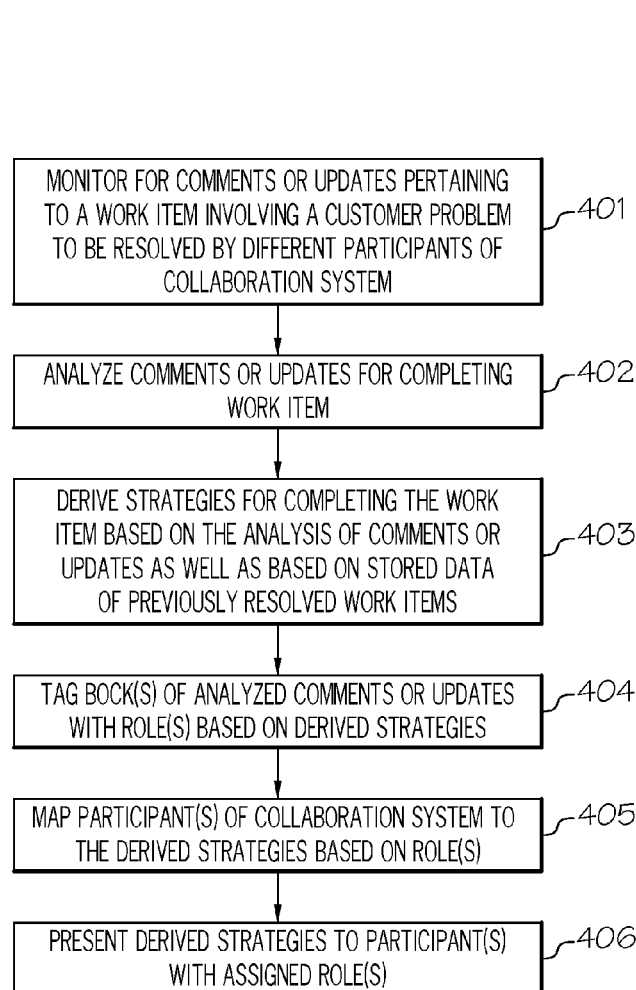 MONITOR FOR COMMENTS OR UPDATES PERTAINING
TO A WORK ITEM INVOLVING A CUSTOMER PROBLEM
TO BE RESOLVED BY DIFFERENT PARTICIPANTS OF
COLLABORATION SYSTEM
401
ANALYZE COMMENTS OR UPDATES FOR COMPLETING
WORK ITEM
402
DERIVE STRATEGIES FOR COMPLETING THE WORK
ITEM BASED ON THE ANALYSIS OF COMMENTS OR
UPDATES AS WELL AS BASED ON STORED DATA
OF PREVIOUSLY RESOLVED WORK ITEMS
403
TAG BOCK(S) OF ANALYZED COMMENTS OR UPDATES
WITH ROLE(S) BASED ON DERIVED STRATEGIES
404
MAP PARTICIPANT(S) OF COLLABORATION SYSTEM TO
THE DERIVED STRATEGIES BASED ON ROLE(S)
405
PRESENT DERIVED STRATEGIES TO PARTICIPANT(S)
WITH ASSIGNED ROLE(S)
406